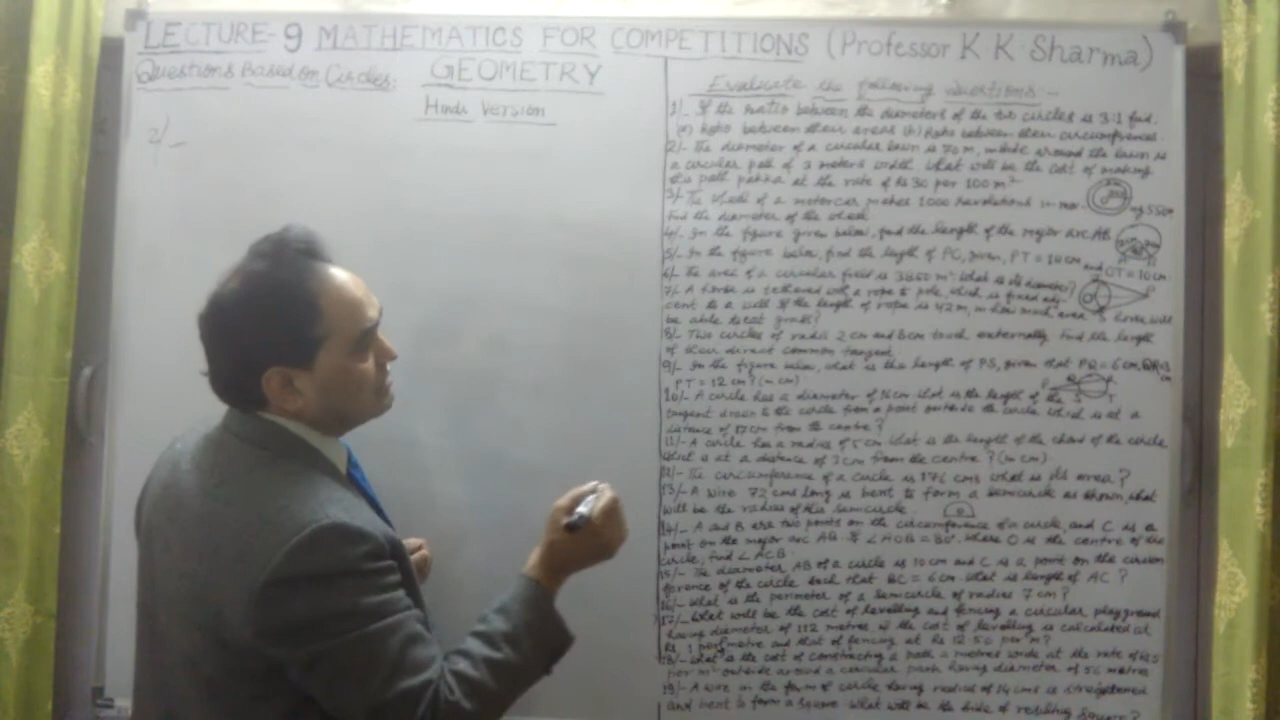 LECTURE-9 MATHEMATICS FOR COMPETITIONS (Professor K K Sharma)
Questions Based on Circles:
GEOMETRY
Hindi Version
2/-
Evaluate the following Questions:-
1/- If the ratio between the diameters of the two circles is 3:1 find.
(a) Ratio between their areas (b) Ratio between their circumferences.
2/- The diameter of a circular lawn is 70 m, outside around the lawn is
a circular path of 3 meters width. What will be the cost of making
this path pakka at the rate of Rs 30 per 100 m²
3/- The wheel of a motorcar makes 1000 revolutions in
find the diameter of the wheel
4/- In the figure given below, find the length of the major arc AB
5/- In the figure below, find the length of PC, given, PT = cm and OT = 10 cm
6/- The area of a circular field is 3850 m². What is its diameter?
7/- A horse is tethered with a rope to pole, which is fixed
cent to a wall. If the length of rope is 42 m, in how much area horse will
be able to eat grass?
8/- Two circles of radii 2 cm and 8 cm touch externally find the length
of their direct common tangent.
9/- In the figure below, what is the length of PS, given that PQ = 6 cm,
PT = 12 cm? (in cm)
10/- A circle has a diameter of 16 cm what is the length of the
tangent drawn to the circle from a point outside the circle which is at a
distance of 17 cm from the centre?
11/- A circle has a radius of 5 cm what is the length of the chord of the circle
which is at a distance of 3 cm from the centre? (in cm)
12/- The circumference of a circle is 176 cms what is its area?
13/- A wire 72 cms long is bent to form a semicircle as shown, what
will be the radius of this semicircle.
14/- A and B are two points on the circumference of a circle, and C is a
point on the major arc AB. If ∠AOB = 80°. Where O is the centre of the
circle, find ∠ACB.
15/- The diameter AB of a circle is 10 cm and C is a point on the circum
ference of the circle such that BC = 6 cm. what is length of AC?
16/- What is the perimeter of a semicircle of radius 7 cm?
17/- What will be the cost of levelling and fencing a circular playground
having diameter of 112 metres, if the cost of levelling is calculated at
Rs. 1 per metre and that of fencing at Rs 12.50 per m?
18/- What is the cost of constructing a path metres wide at the rate of Rs 5
per m² outside around a circular park having diameter of 56 metres
19/- A wire in the form of circle having radius of 14 cms is straightened
and bent to form a square. What will be the side of resulting square?